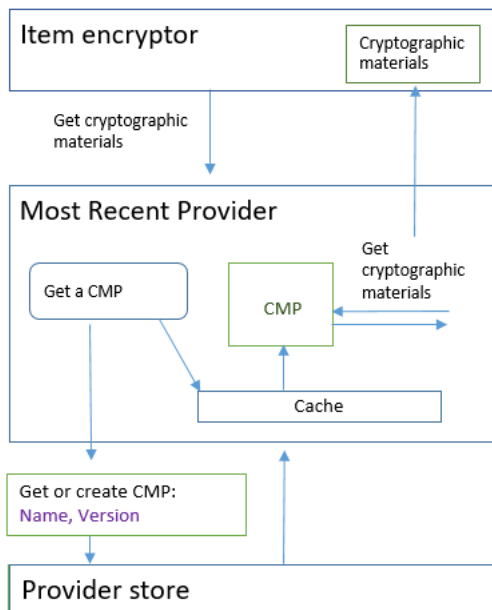 Item encryptor
Cryptographic
materials
Get cryptographic
materials
Most Recent Provider
Get
cryptographic
materials
Get a CMP
CMP
Cache
Get or create CMP:
Name, Version
Provider store